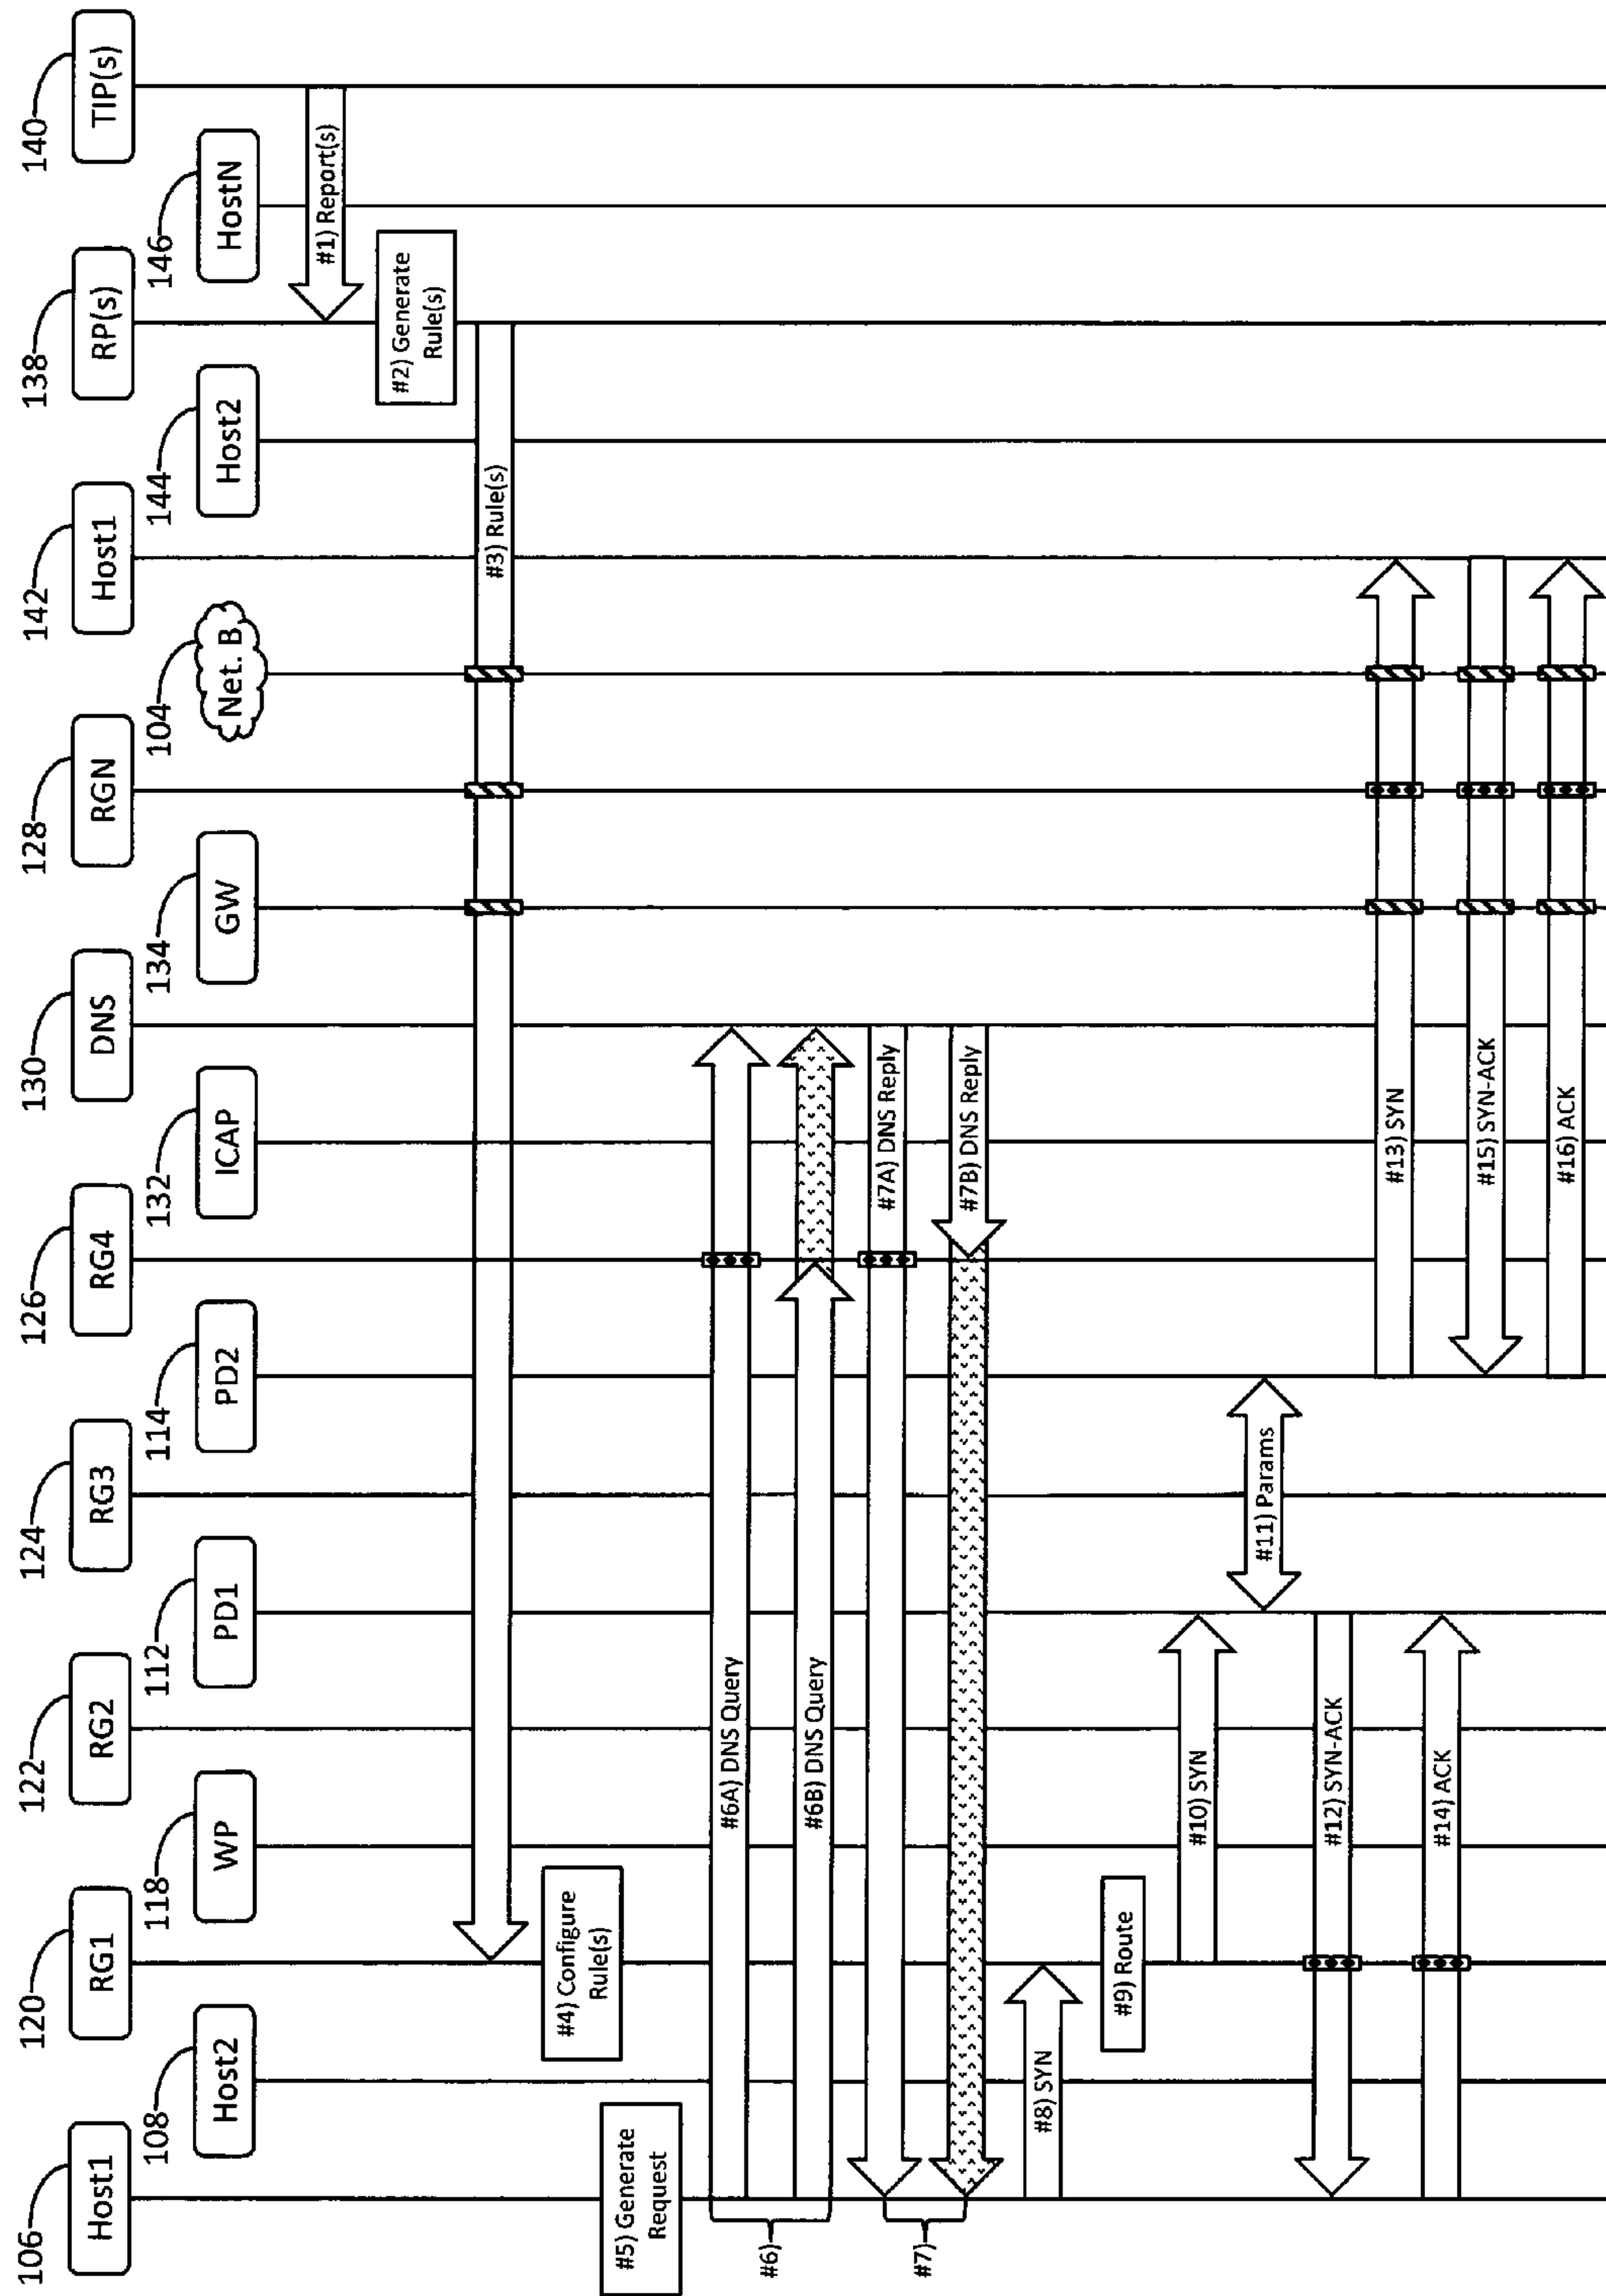 106
Host1
108
Host2
120
RG1
118
WP
122
RG2
112
PD1
124
RG3
114
PD2
126
RG4
132
ICAP
130
DNS
134
GW
128
RGN
104
Net. B
142
Host1
144
Host2
138
RP(s)
146
HostN
140
TIP(s)
#1) Report(s)
#2) Generate
Rule(s)
#3) Rule(s)
#4) Configure
Rule(s)
#5) Generate
Request
#6)
#6A) DNS Query
#6B) DNS Query
#7)
#7A) DNS Reply
#7B) DNS Reply
#8) SYN
#9) Route
#10) SYN
#11) Params
#12) SYN-ACK
#13) SYN
#14) ACK
#15) SYN-ACK
#16) ACK